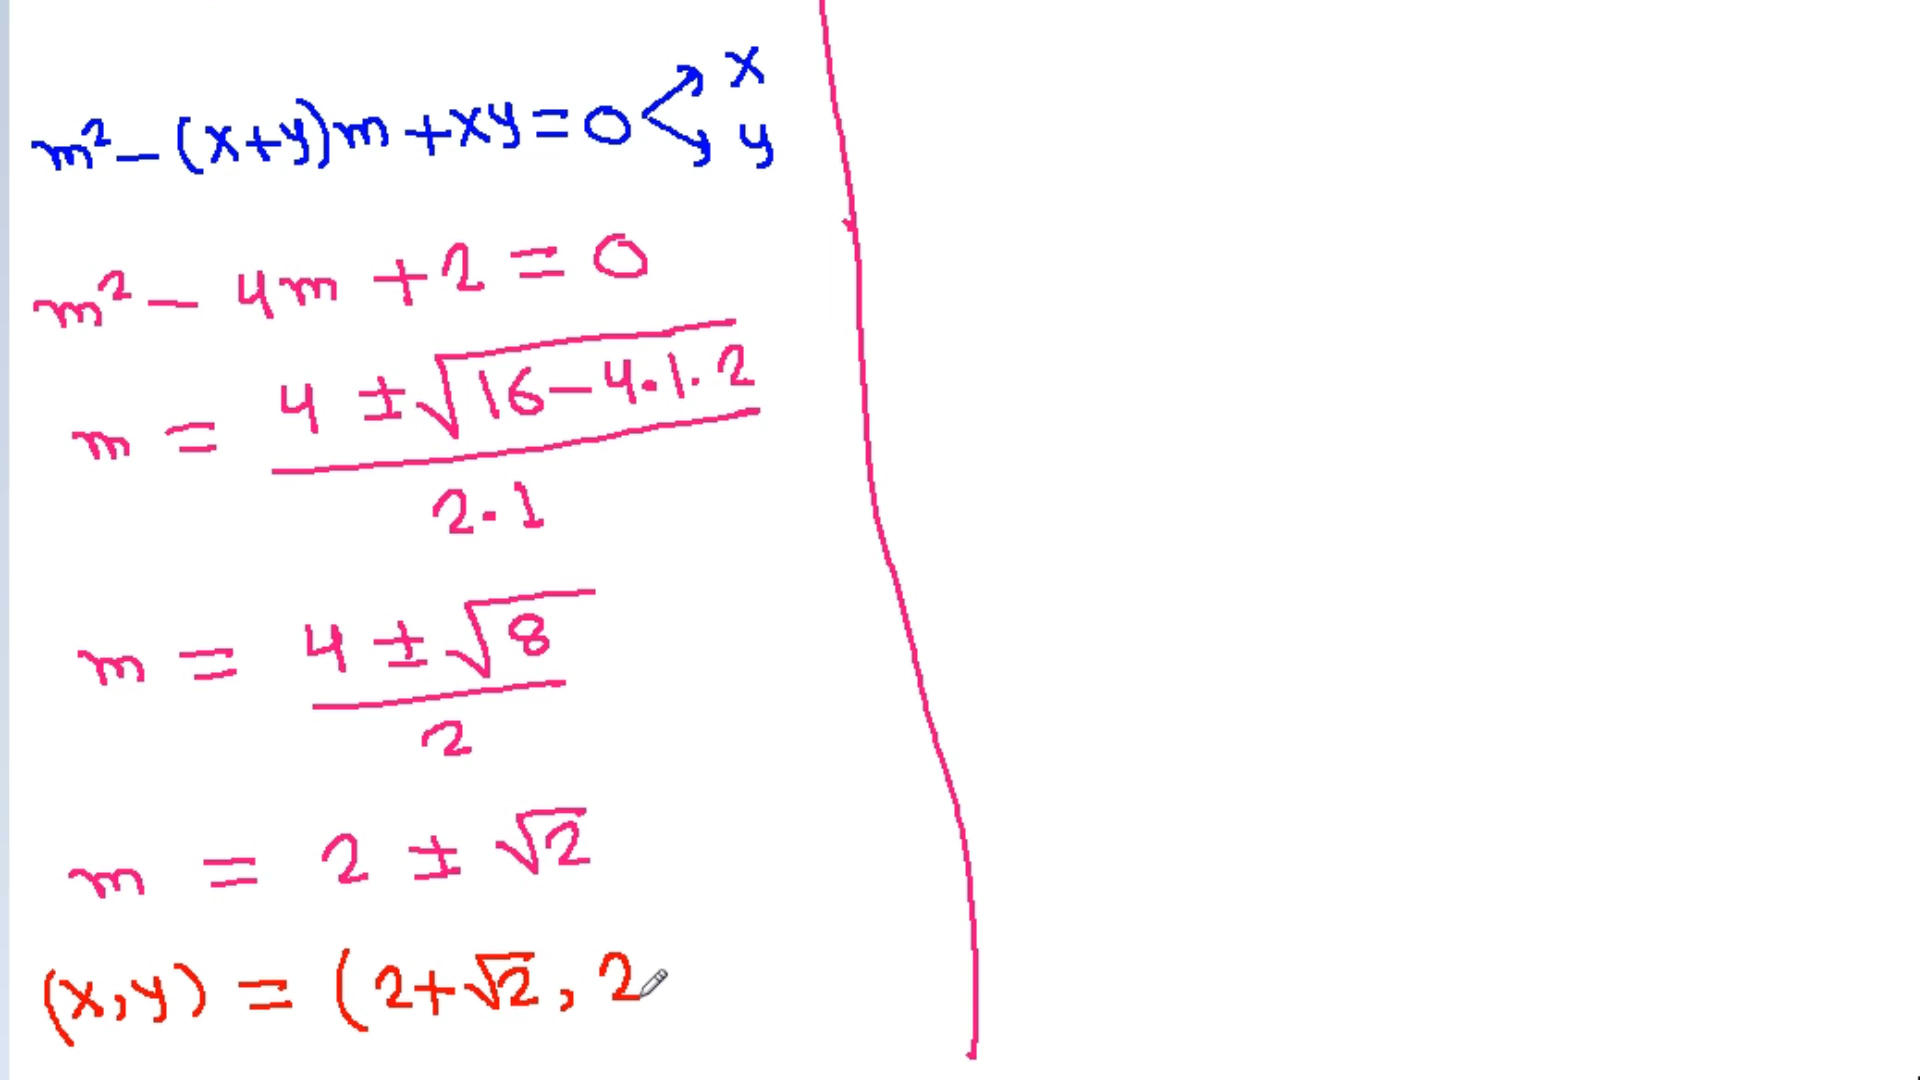 m² - (x+y)m + xy = 0 x y
m² - 4m + 2 = 0
m = (4 ± √(16 - 4·1·2)) / (2·1)
m = (4 ± √8) / 2
m = 2 ± √2
(x, y) = (2+√2, 2